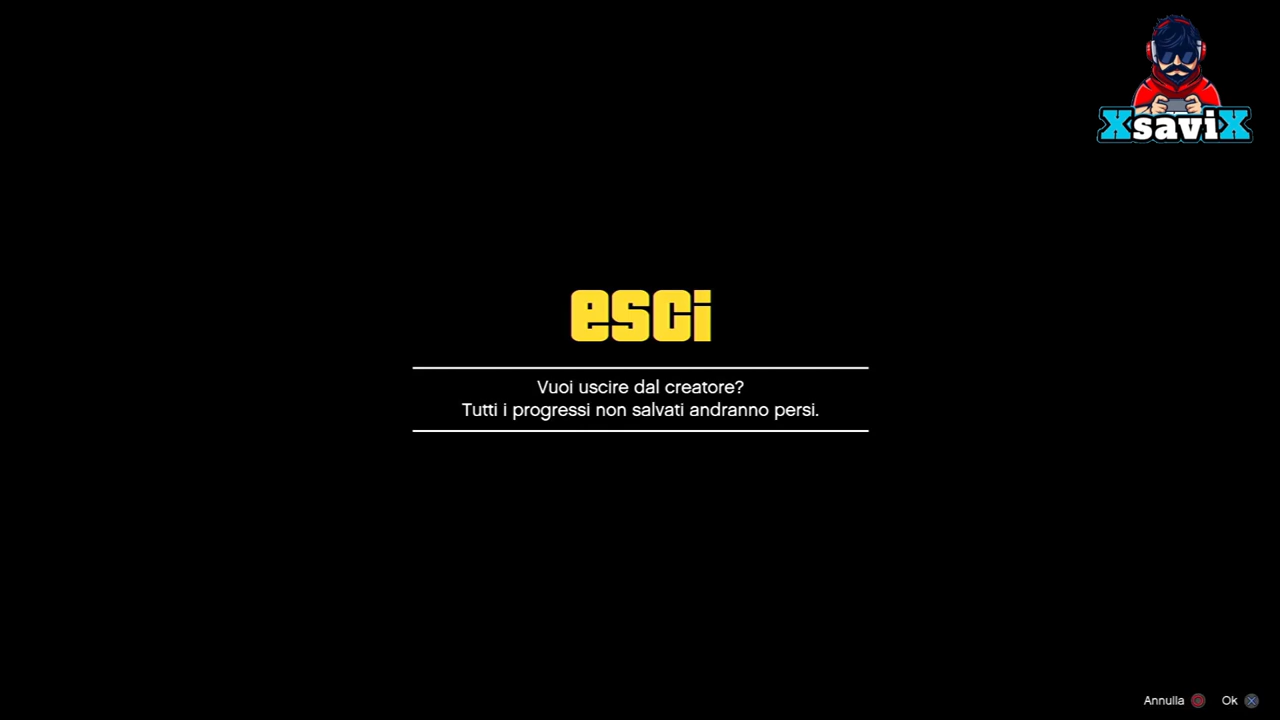 XsaviX
esci
Vuoi uscire dal creatore?
Tutti i progressi non salvati andranno persi.
Annulla Ok